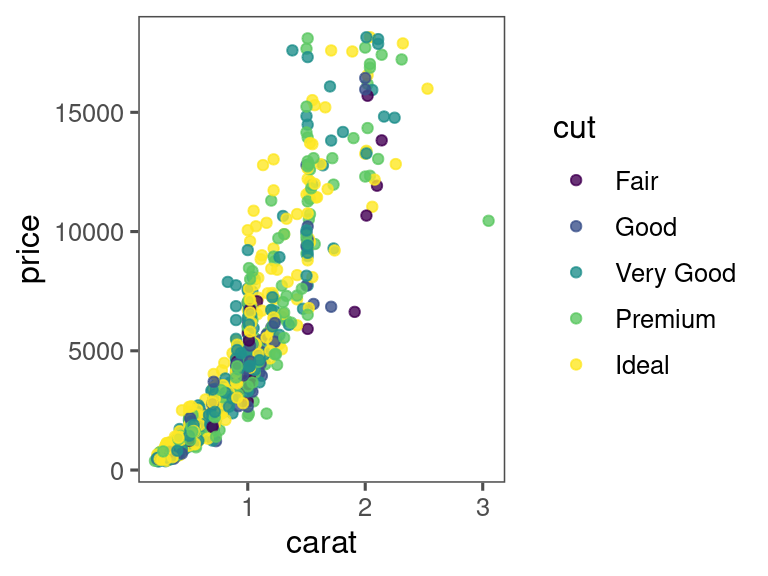 15000
10000
5000
0
price
1 2 3
carat
cut
Fair
Good
Very Good
Premium
Ideal